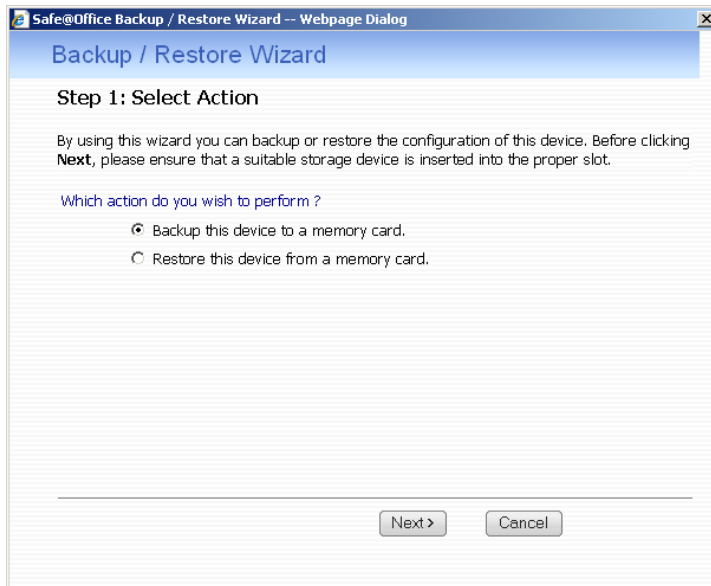 Safe@Office Backup / Restore Wizard -- Webpage Dialog
Backup / Restore Wizard
Step 1: Select Action
By using this wizard you can backup or restore the configuration of this device. Before clicking
Next, please ensure that a suitable storage device is inserted into the proper slot.
Which action do you wish to perform ?
Backup this device to a memory card.
Restore this device from a memory card.
Next >
Cancel